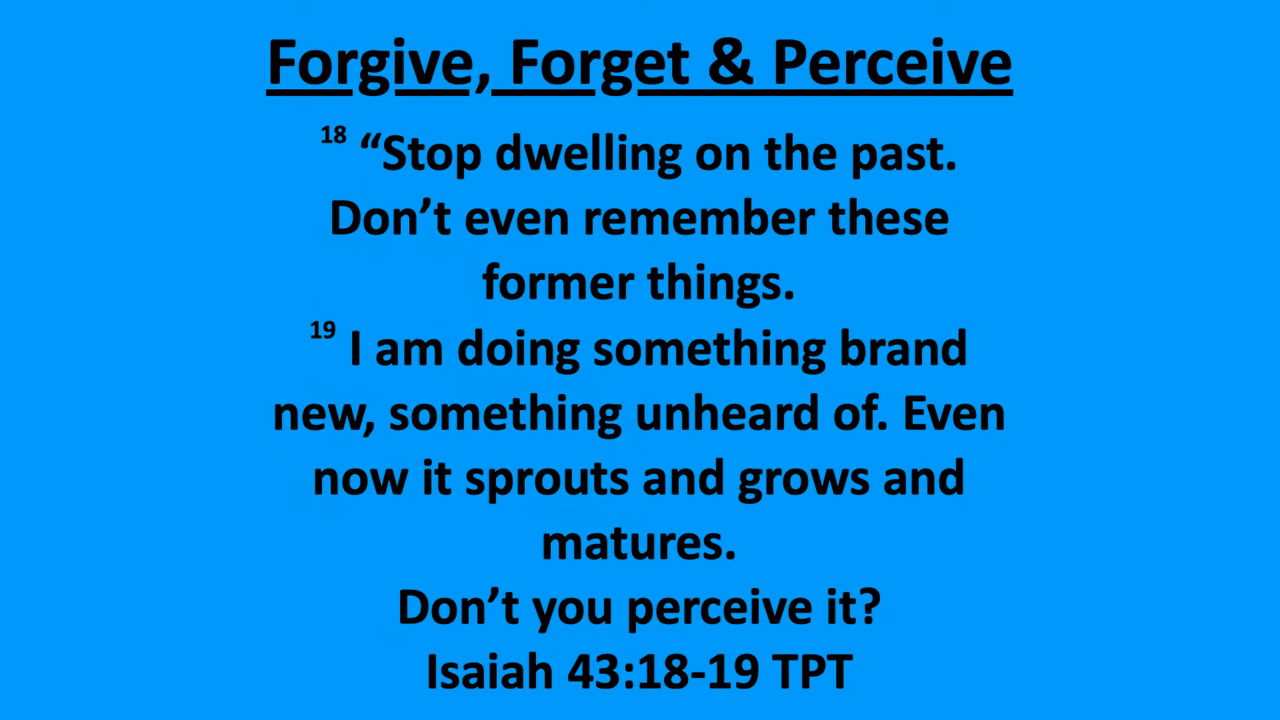 Forgive, Forget & Perceive
18 “Stop dwelling on the past.
Don’t even remember these
former things.
19 I am doing something brand
new, something unheard of. Even
now it sprouts and grows and
matures.
Don’t you perceive it?
Isaiah 43:18-19 TPT